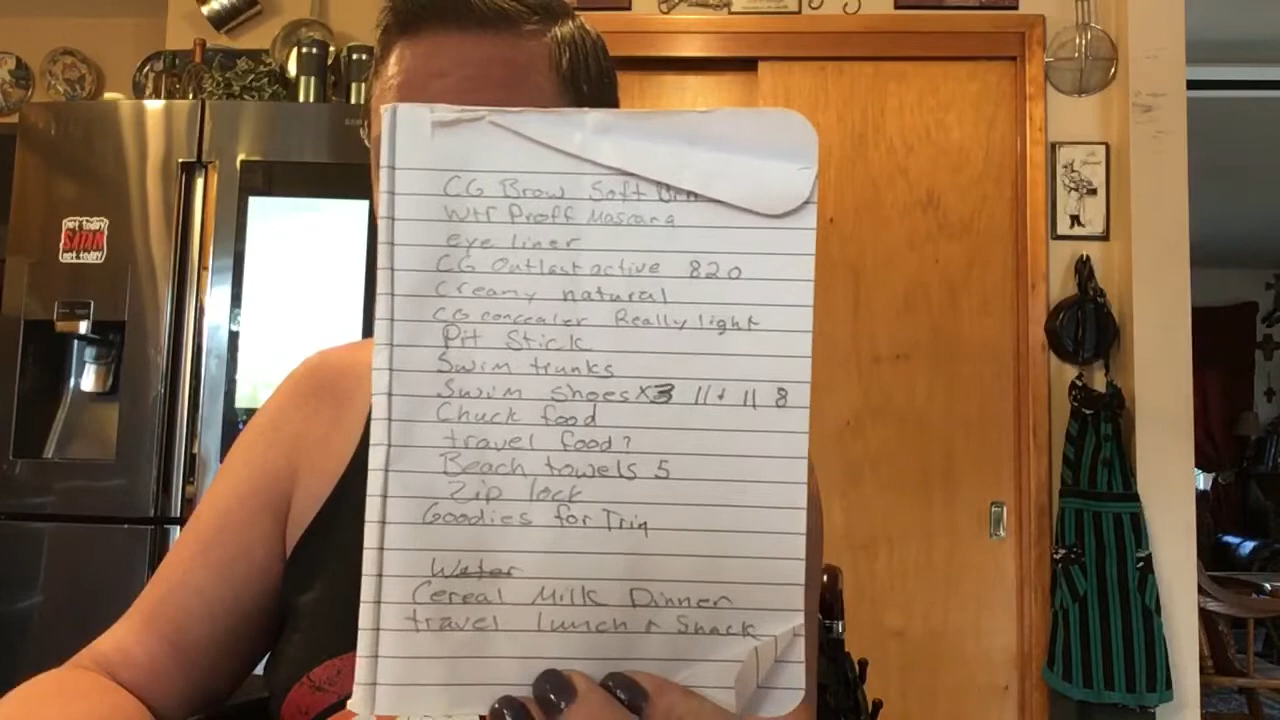 not today
SATAN
not today
CG Brow Soft Brn
Wtr Proff Mascara
eye liner
CG Outlast active 820
Creamy natural
CG concealer Really light
Pit Stick
Swim trunks
Swim shoes x3 11+ 11 8
Chuck food
travel food?
Beach towels 5
Zip lock
Goodies for Trin
Water
Cereal Milk Dinner
travel lunch + Snack